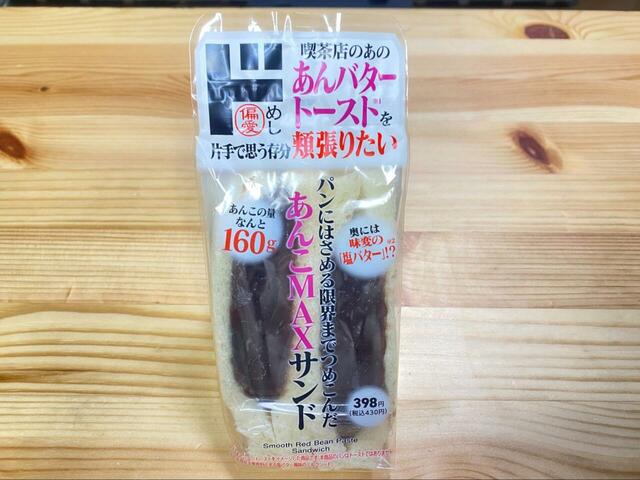 喫茶店のあの
あんバター
トースト※1を
頬張りたい
偏愛
めし
片手で思う存分
パンにはさめる限界までつめこんだ
あんこMAXサンド
あんこの量
なんと
160g
奥には
味変の※2
「塩バター」!?
398円
(税込430円)
Smooth Red Bean Paste
Sandwich